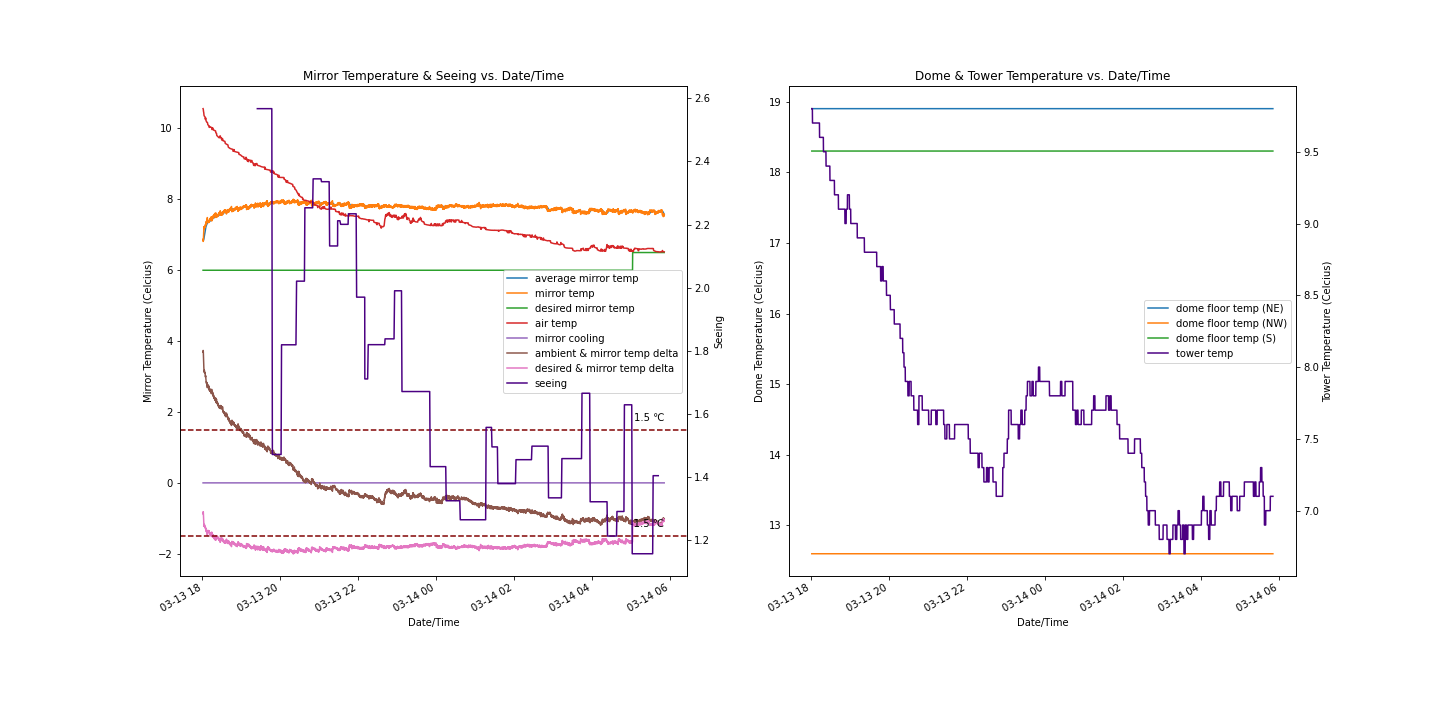 Mirror Temperature & Seeing vs. Date/Time
Mirror Temperature (Celcius)
10
8
6
4
2
0
−2
2.6
2.4
2.2
2.0
1.8
1.6
1.4
1.2
Seeing
average mirror temp
mirror temp
desired mirror temp
air temp
mirror cooling
ambient & mirror temp delta
desired & mirror temp delta
seeing
1.5 °C
-1.5 °C
03-13 18
03-13 20
03-13 22
03-14 00
03-14 02
03-14 04
03-14 06
Date/Time
Dome & Tower Temperature vs. Date/Time
Dome Temperature (Celcius)
19
18
17
16
15
14
13
9.5
9.0
8.5
8.0
7.5
7.0
Tower Temperature (Celcius)
dome floor temp (NE)
dome floor temp (NW)
dome floor temp (S)
tower temp
03-13 18
03-13 20
03-13 22
03-14 00
03-14 02
03-14 04
03-14 06
Date/Time